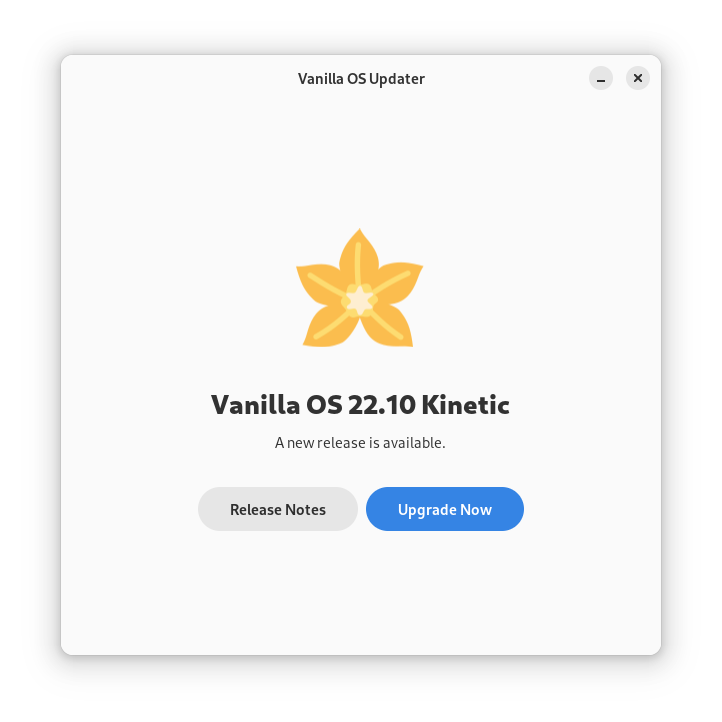 Vanilla OS Updater
Vanilla OS 22.10 Kinetic
A new release is available.
Release Notes
Upgrade Now